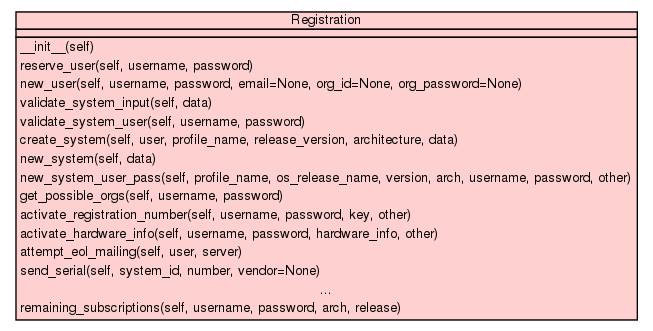 Registration
__init__(self)
reserve_user(self, username, password)
new_user(self, username, password, email=None, org_id=None, org_password=None)
validate_system_input(self, data)
validate_system_user(self, username, password)
create_system(self, user, profile_name, release_version, architecture, data)
new_system(self, data)
new_system_user_pass(self, profile_name, os_release_name, version, arch, username, password, other)
get_possible_orgs(self, username, password)
activate_registration_number(self, username, password, key, other)
activate_hardware_info(self, username, password, hardware_info, other)
attempt_eol_mailing(self, user, server)
send_serial(self, system_id, number, vendor=None)
...
remaining_subscriptions(self, username, password, arch, release)